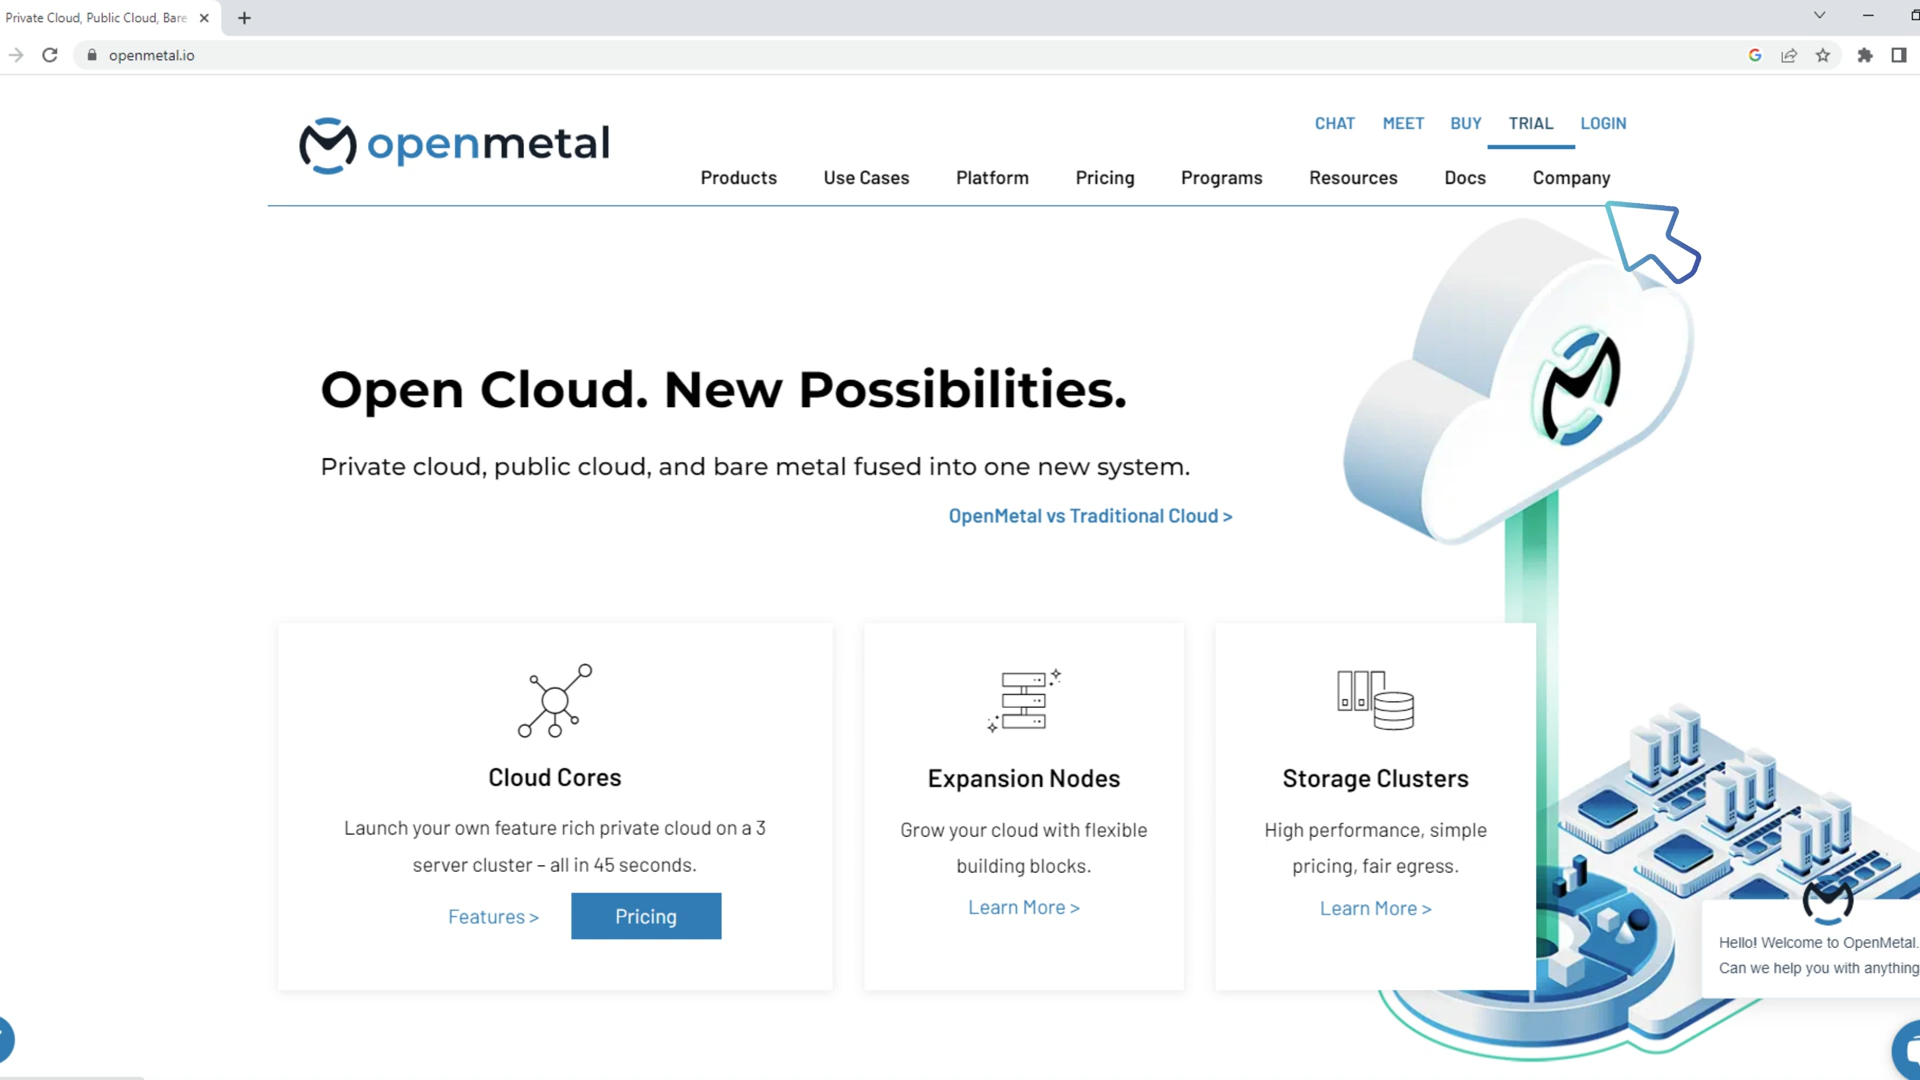 Private Cloud, Public Cloud, Bare
openmetal.io
openmetal
CHAT MEET BUY TRIAL LOGIN
Products Use Cases Platform Pricing Programs Resources Docs Company
Open Cloud. New Possibilities.
Private cloud, public cloud, and bare metal fused into one new system.
OpenMetal vs Traditional Cloud >
Cloud Cores
Launch your own feature rich private cloud on a 3
server cluster – all in 45 seconds.
Features > Pricing
Expansion Nodes
Grow your cloud with flexible
building blocks.
Learn More >
Storage Clusters
High performance, simple
pricing, fair egress.
Learn More >
Hello! Welcome to OpenMetal.
Can we help you with anything